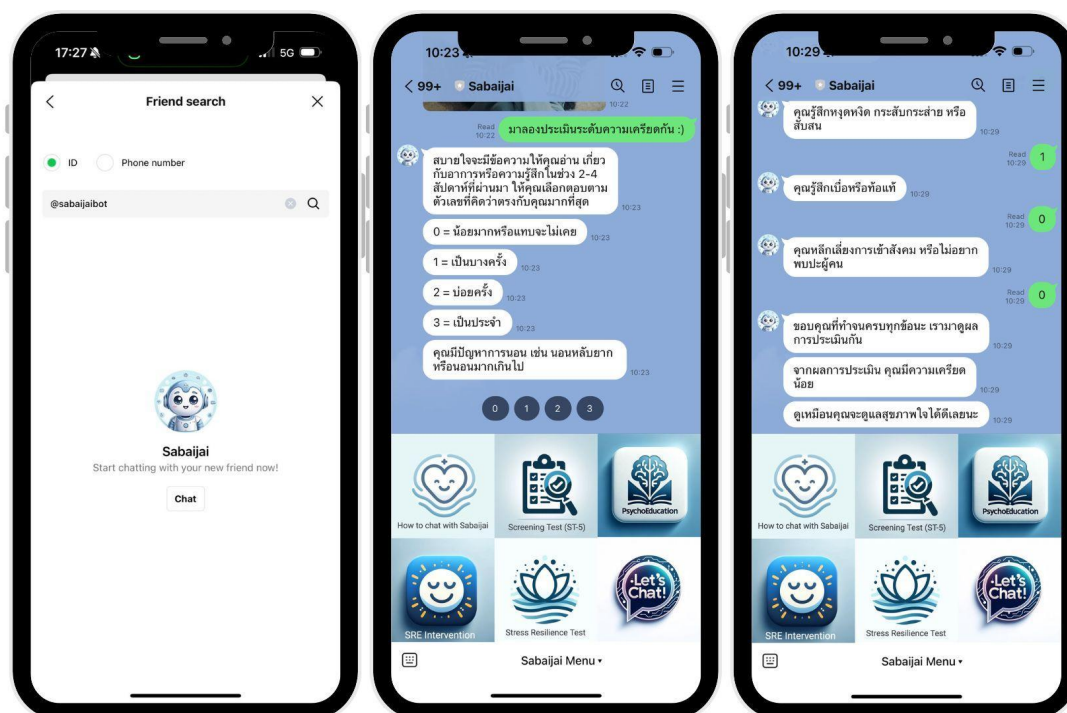 17:27
5G
Friend search
ID
Phone number
@sabaijaibot
Sabaijai
Start chatting with your new friend now!
Chat
10:23
99+
Sabaijai
10:22
Read
10:22
มาลองประเมินระดับความเครียดกัน :)
สบายใจจะมีข้อความให้คุณอ่าน เกี่ยว
กับอาการหรือความรู้สึกในช่วง 2-4
สัปดาห์ที่ผ่านมา ให้คุณเลือกตอบตาม
ตัวเลขที่คิดว่าตรงกับคุณมากที่สุด
10:23
0 = น้อยมากหรือแทบจะไม่เคย
10:23
1 = เป็นบางครั้ง
10:23
2 = บ่อยครั้ง
10:23
3 = เป็นประจำ
10:23
คุณมีปัญหาการนอน เช่น นอนหลับยาก
หรือนอนมากเกินไป
10:23
0 1 2 3
How to chat with Sabaijai
Screening Test (ST-5)
PsychoEducation
SRE Intervention
Stress Resilience Test
Let's
Chat!
Sabaijai Menu
10:29
99+
Sabaijai
คุณรู้สึกหงุดหงิด กระสับกระส่าย หรือ
สับสน
10:29
Read
10:29
1
คุณรู้สึกเบื่อหรือท้อแท้
10:29
Read
10:29
0
คุณหลีกเลี่ยงการเข้าสังคม หรือไม่อยาก
พบปะผู้คน
10:29
Read
10:29
0
ขอบคุณที่ทำจนครบทุกข้อนะ เรามาดูผล
การประเมินกัน
10:29
จากผลการประเมิน คุณมีความเครียด
น้อย
10:29
ดูเหมือนคุณจะดูแลสุขภาพใจได้ดีเลยนะ
10:29
How to chat with Sabaijai
Screening Test (ST-5)
PsychoEducation
SRE Intervention
Stress Resilience Test
Let's
Chat!
Sabaijai Menu